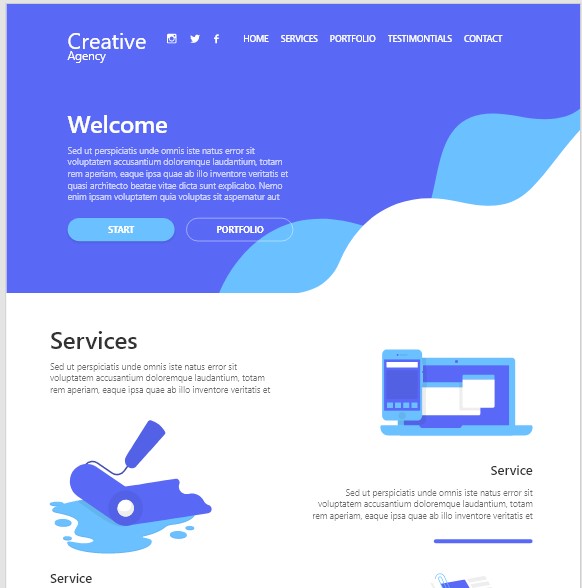 Creative
Agency
HOME SERVICES PORTFOLIO TESTIMONTIALS CONTACT
Welcome
Sed ut perspiciatis unde omnis iste natus error sit
voluptatem accusantium doloremque laudantium, totam
rem aperiam, eaque ipsa quae ab illo inventore veritatis et
quasi architecto beatae vitae dicta sunt explicabo. Nemo
enim ipsam voluptatem quia voluptas sit aspernatur aut
START PORTFOLIO
Services
Sed ut perspiciatis unde omnis iste natus error sit
voluptatem accusantium doloremque laudantium, totam
rem aperiam, eaque ipsa quae ab illo inventore veritatis et
Service
Sed ut perspiciatis unde omnis iste natus error sit
voluptatem accusantium doloremque laudantium, totam
rem aperiam, eaque ipsa quae ab illo inventore veritatis et
Service